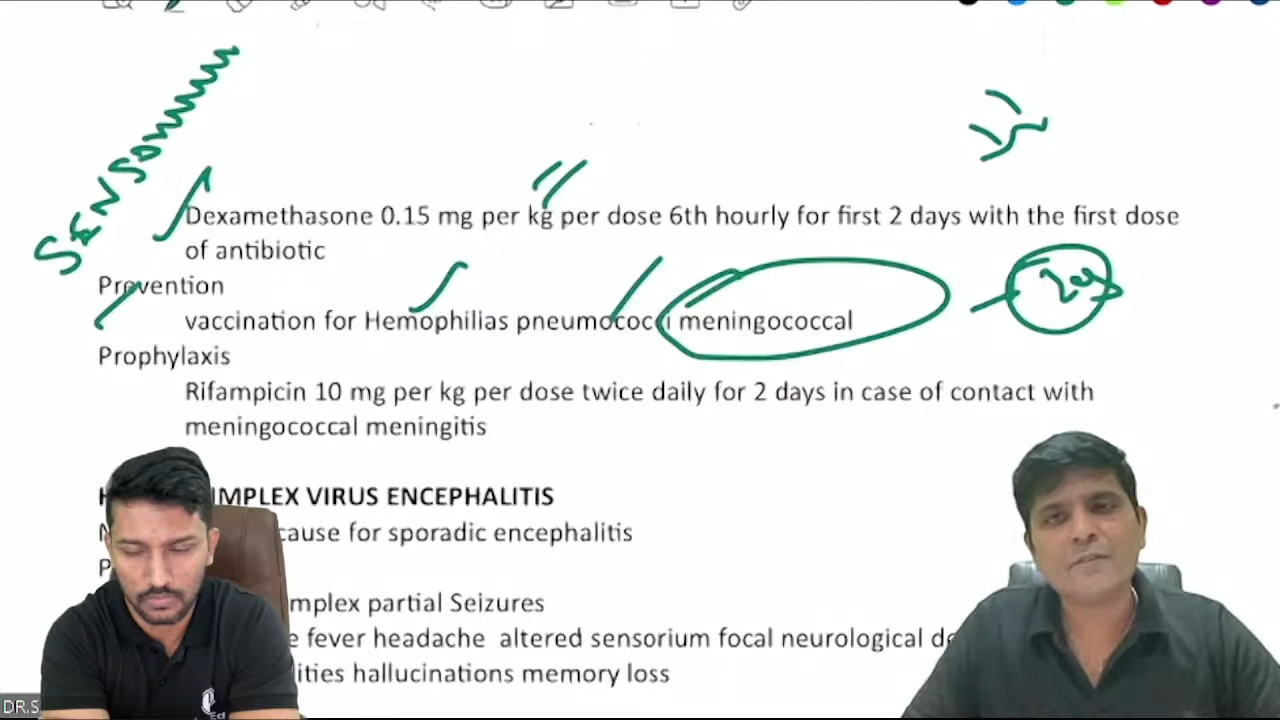 SENSORIUM
Dexamethasone 0.15 mg per kg per dose 6th hourly for first 2 days with the first dose
of antibiotic
Prevention
vaccination for Hemophilias pneumococci meningococcal
Prophylaxis
Rifampicin 10 mg per kg per dose twice daily for 2 days in case of contact with
meningococcal meningitis
IMPLEX VIRUS ENCEPHALITIS
cause for sporadic encephalitis
mplex partial Seizures
fever headache altered sensorium focal neurological
lities hallucinations memory loss
DR.S